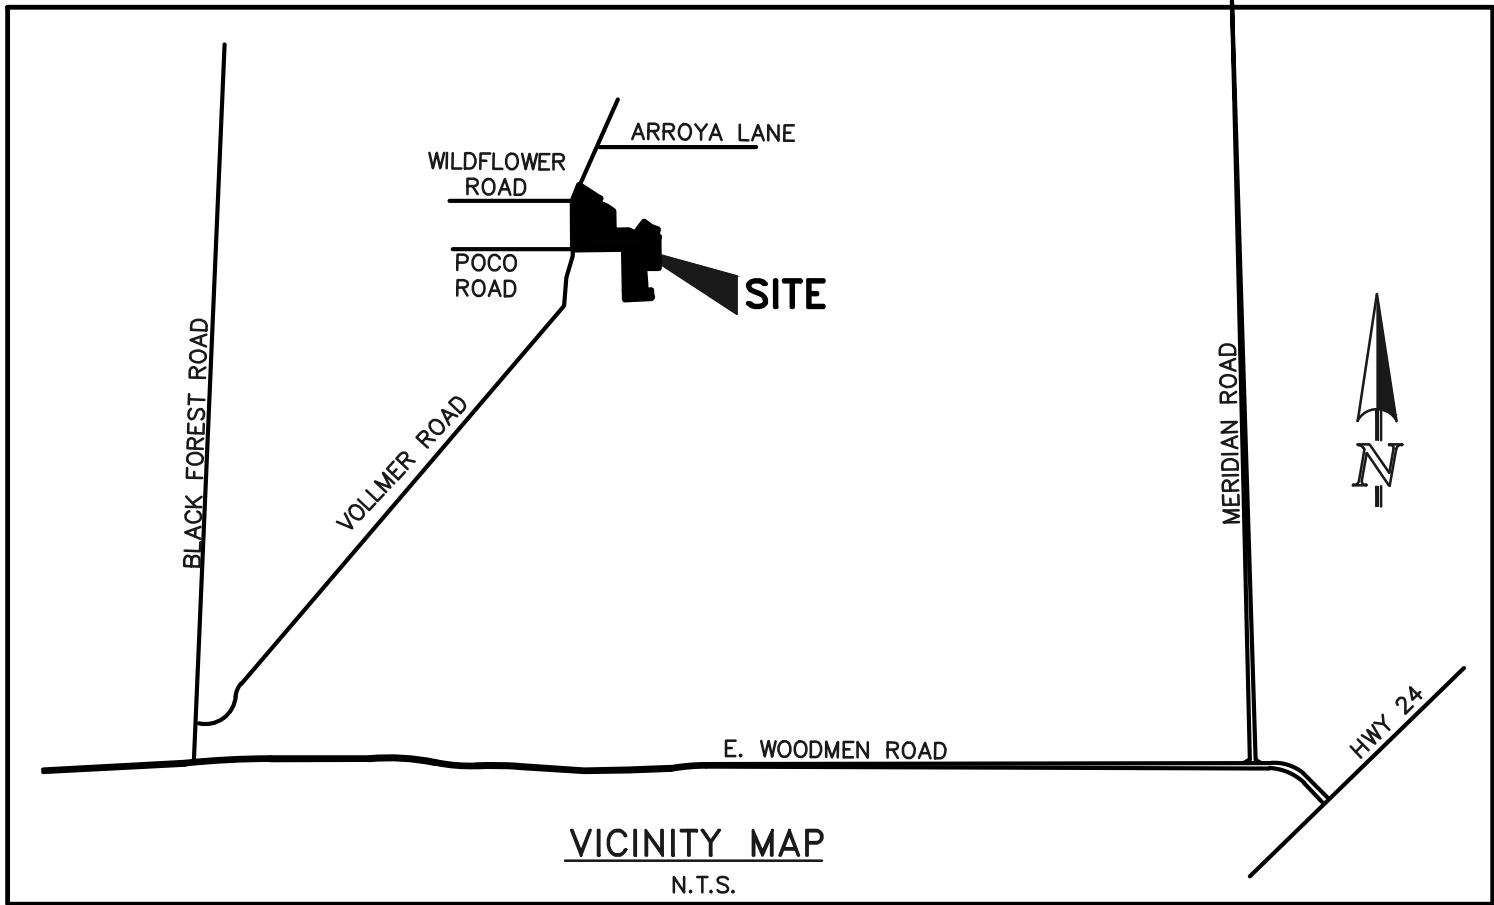 ARROYA LANE
WILDFLOWER
ROAD
POCO
ROAD
SITE
BLACK FOREST ROAD
VOLLMER ROAD
MERIDIAN ROAD
N
HWY 24
E. WOODMEN ROAD
VICINITY MAP
N.T.S.